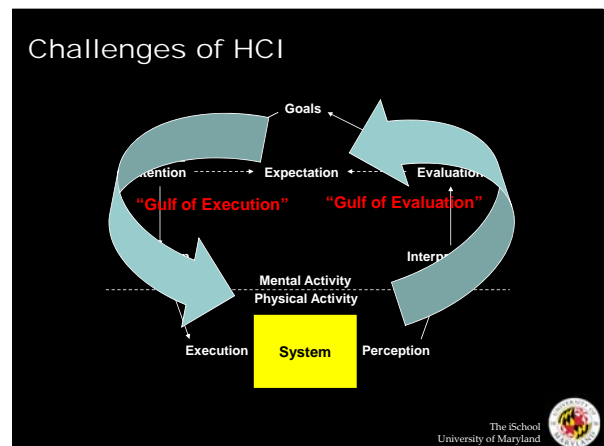 Challenges of HCI
Goals
Expectation
Evaluation
“Gulf of Execution”
“Gulf of Evaluation”
Mental Activity
Physical Activity
Execution
System
Perception
The iSchool
University of Maryland